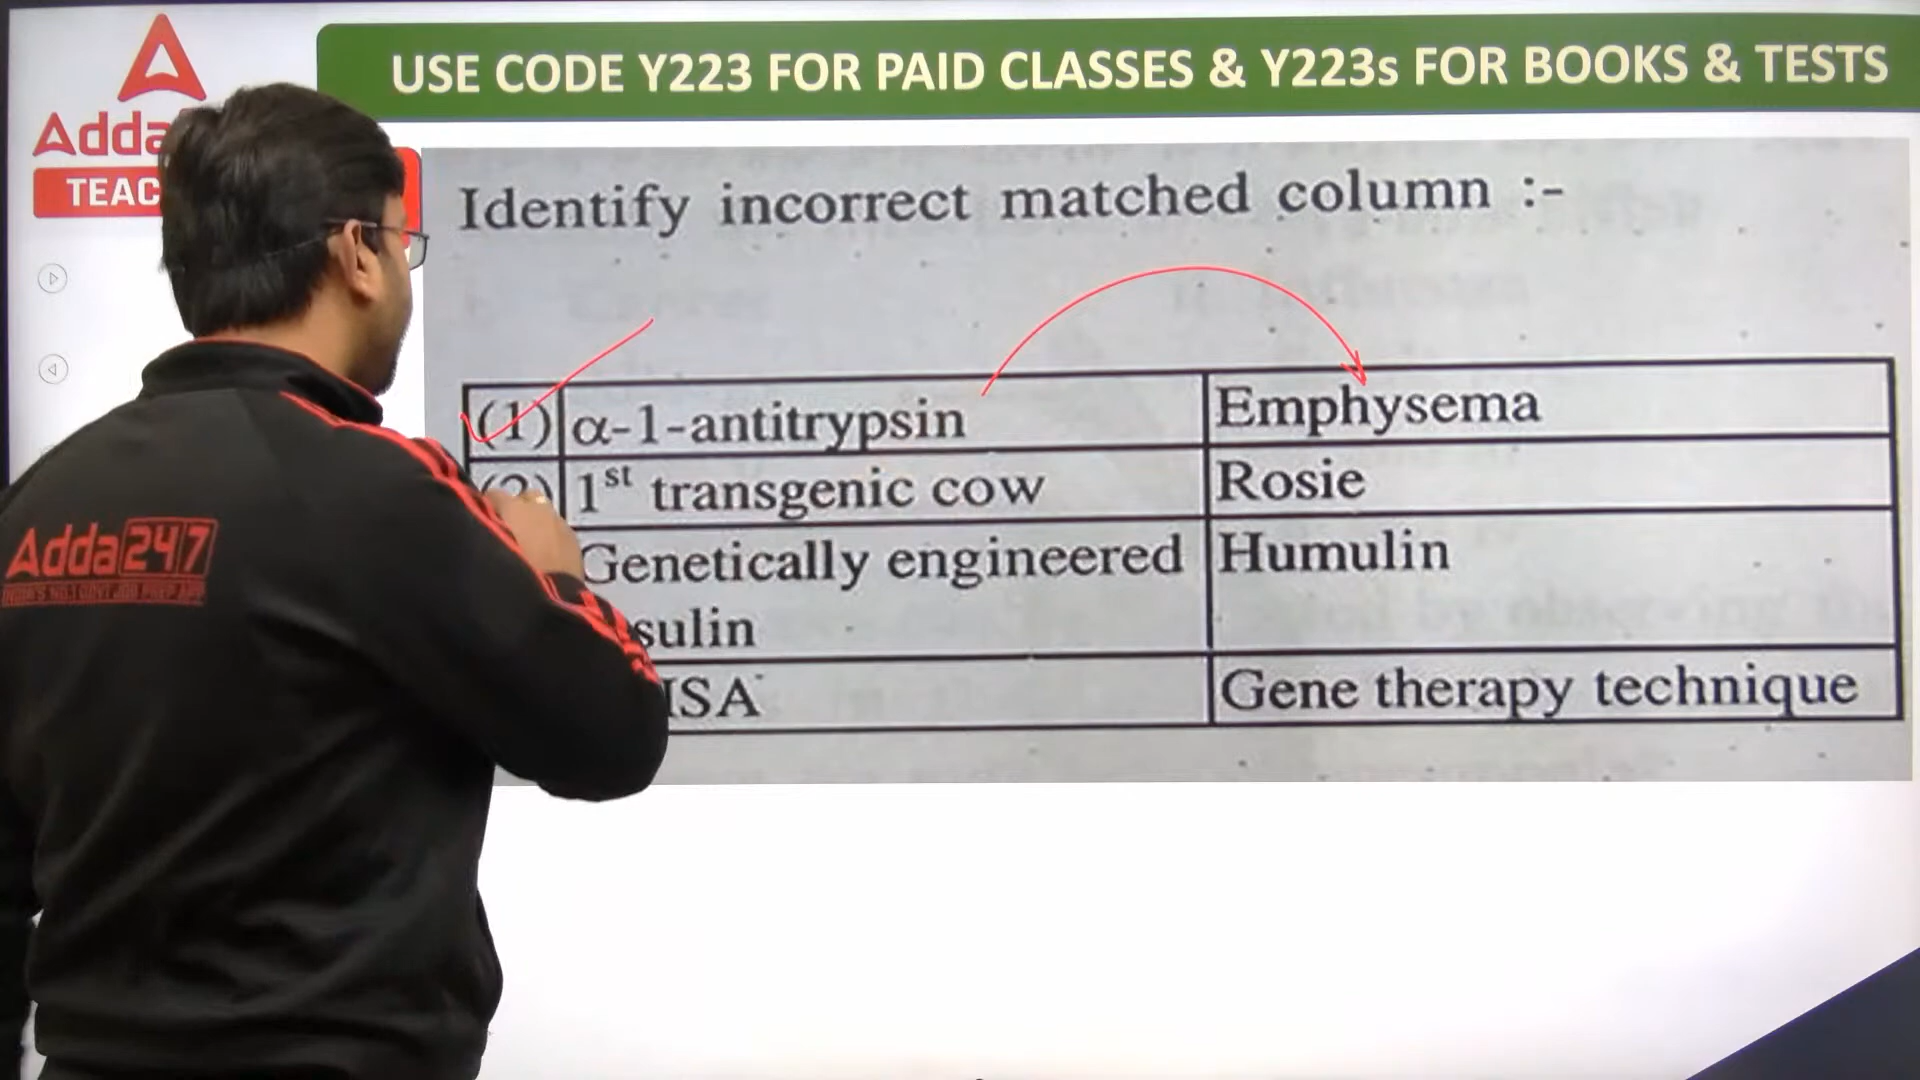 USE CODE Y223 FOR PAID CLASSES & Y223s FOR BOOKS & TESTS
Adda
TEAC
Identify incorrect matched column :-
(1) α-1-antitrypsin Emphysema
(2) 1st transgenic cow Rosie
Genetically engineered Humulin
sulin
ISA Gene therapy technique
Adda247